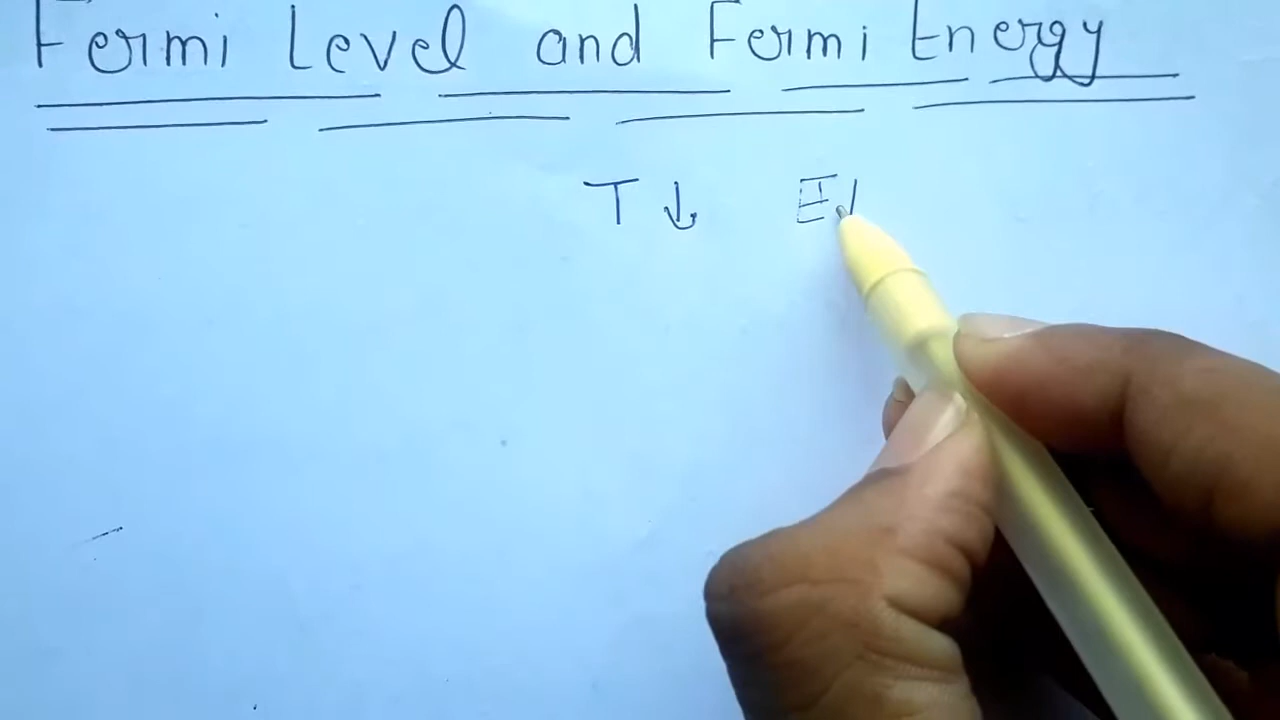 Fermi Level and Fermi Energy
T ↓ E↓